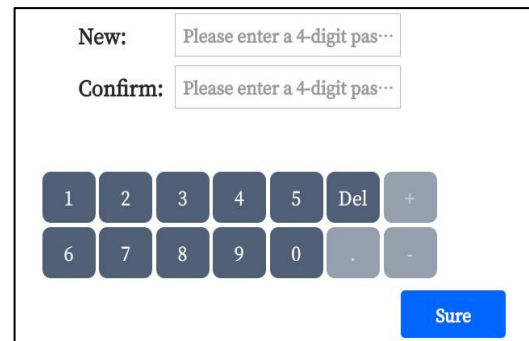 New: Please enter a 4-digit pas···
Confirm: Please enter a 4-digit pas···
1 2 3 4 5 Del +
6 7 8 9 0 . -
Sure